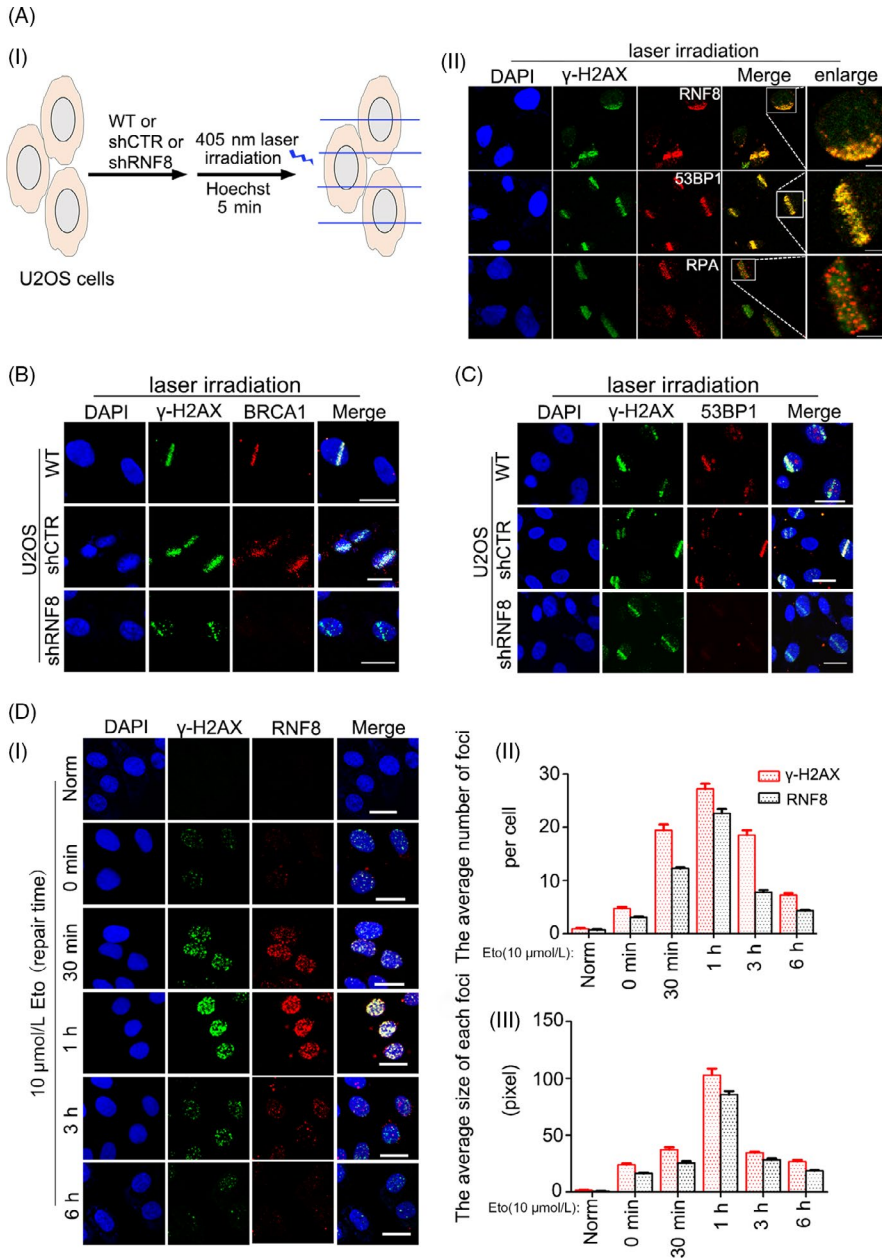 (A)
(I)
WT or
shCTR or
shRNF8
405 nm laser
irradiation
Hoechst
5 min
U2OS cells
(II)
laser irradiation
DAPI γ-H2AX Merge enlarge
RNF8
53BP1
RPA
(B)
laser irradiation
DAPI γ-H2AX BRCA1 Merge
U2OS
WT
shCTR
shRNF8
(C)
laser irradiation
DAPI γ-H2AX 53BP1 Merge
U2OS
WT
shCTR
shRNF8
(D)
(I)
DAPI γ-H2AX RNF8 Merge
10 μmol/L Eto (repair time)
Norm
0 min
30 min
1 h
3 h
6 h
(II)
The average number of foci
per cell
30
20
10
0
γ-H2AX
RNF8
Eto(10 μmol/L):
Norm
0 min
30 min
1 h
3 h
6 h
(III)
The average size of each foci
(pixel)
150
100
50
0
Eto(10 μmol/L):
Norm
0 min
30 min
1 h
3 h
6 h